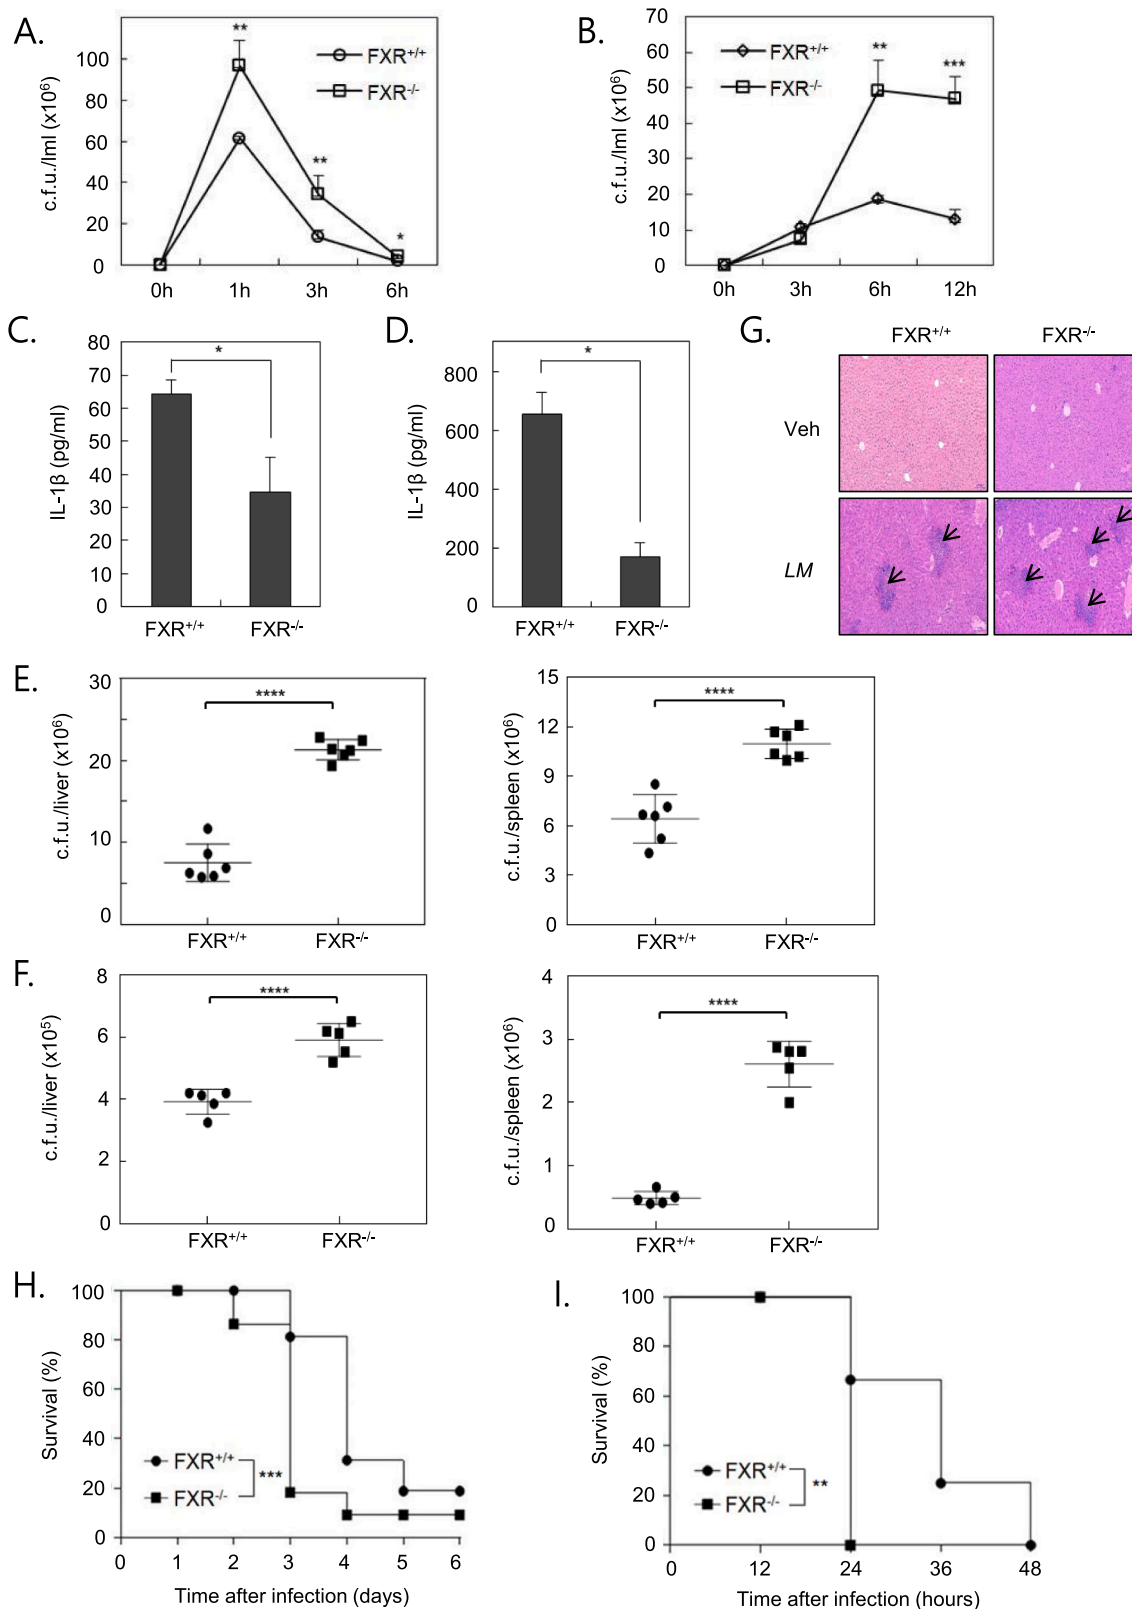 A.
c.f.u./lml (x10⁶)
100
80
60
40
20
0
**
**
*
FXR+/+
FXR-/-
0h 1h 3h 6h
B.
c.f.u./lml (x10⁶)
70
60
50
40
30
20
10
0
**
***
FXR+/+
FXR-/-
0h 3h 6h 12h
C.
IL-1β (pg/ml)
80
70
60
40
30
20
10
0
*
FXR+/+ FXR-/-
D.
IL-1β (pg/ml)
800
600
400
200
0
*
FXR+/+ FXR-/-
G.
FXR+/+ FXR-/-
Veh
LM
E.
c.f.u./liver (x10⁶)
30
20
10
0
****
FXR+/+ FXR-/-
c.f.u./spleen (x10⁶)
15
12
9
6
3
0
****
FXR+/+ FXR-/-
F.
c.f.u./liver (x10⁵)
8
6
4
2
0
****
FXR+/+ FXR-/-
c.f.u./spleen (x10⁶)
4
3
2
1
0
****
FXR+/+ FXR-/-
H.
Survival (%)
100
80
60
40
20
0
FXR+/+
FXR-/-
***
0 1 2 3 4 5 6
Time after infection (days)
I.
Survival (%)
100
80
60
40
20
0
FXR+/+
FXR-/-
**
0 12 24 36 48
Time after infection (hours)